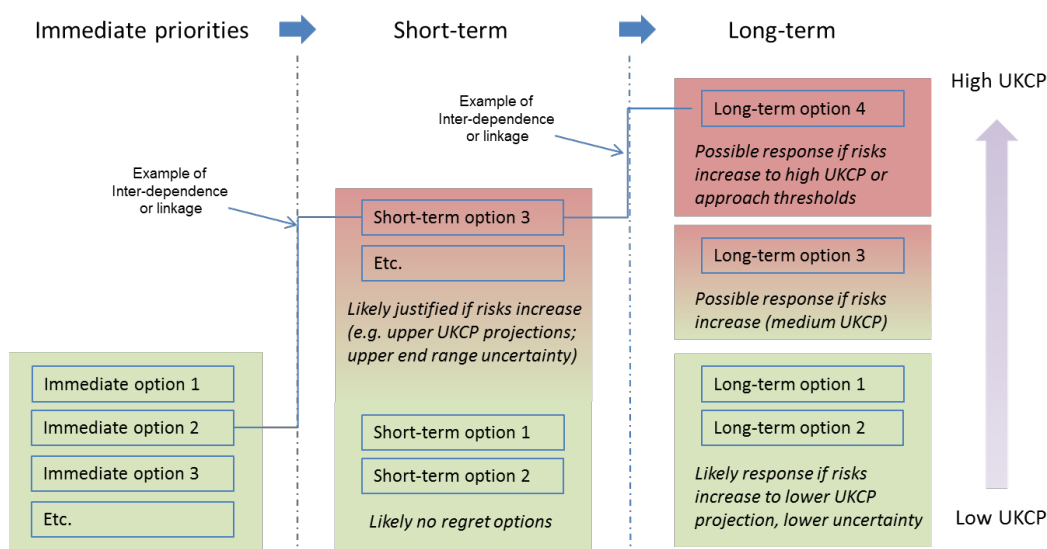 Immediate priorities
Short-term
Long-term
High UKCP
Example of
Inter-dependence
or linkage
Long-term option 4
Possible response if risks
increase to high UKCP or
approach thresholds
Example of
Inter-dependence
or linkage
Short-term option 3
Etc.
Likely justified if risks increase
(e.g. upper UKCP projections;
upper end range uncertainty)
Long-term option 3
Possible response if risks
increase (medium UKCP)
Immediate option 1
Immediate option 2
Immediate option 3
Etc.
Short-term option 1
Short-term option 2
Likely no regret options
Long-term option 1
Long-term option 2
Likely response if risks
increase to lower UKCP
projection, lower uncertainty
Low UKCP